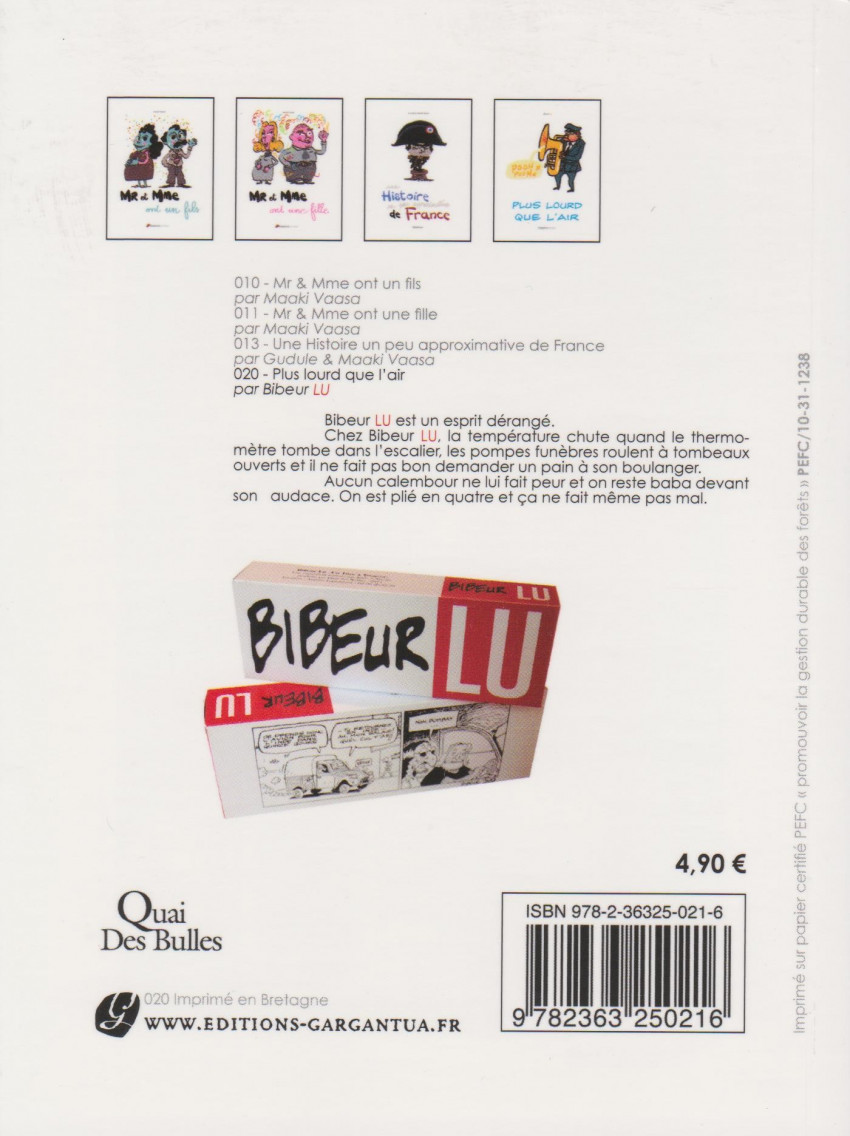 Mr et Mme
ont un fils
Mr et Mme
ont une fille
Histoire
de France
PLUS LOURD
QUE L'AIR
010 - Mr & Mme ont un fils
par Maaki Vaasa
011 - Mr & Mme ont une fille
par Maaki Vaasa
013 - Une Histoire un peu approximative de France
par Gudule & Maaki Vaasa
020 - Plus lourd que l'air
par Bibeur LU
Bibeur LU est un esprit dérangé.
Chez Bibeur LU, la température chute quand le thermo-
mètre tombe dans l'escalier, les pompes funèbres roulent à tombeaux
ouverts et il ne fait pas bon demander un pain à son boulanger.
Aucun calembour ne lui fait peur et on reste baba devant
son audace. On est plié en quatre et ça ne fait même pas mal.
BIBEUR LU
BIBEUR LU
BIBEUR LU
4,90 €
Quai
Des Bulles
020 Imprimé en Bretagne
WWW.EDITIONS-GARGANTUA.FR
ISBN 978-2-36325-021-6
9 782363 250216
Imprimé sur papier certifié PEFC « promouvoir la gestion durable des forêts » PEFC/10-31-1238